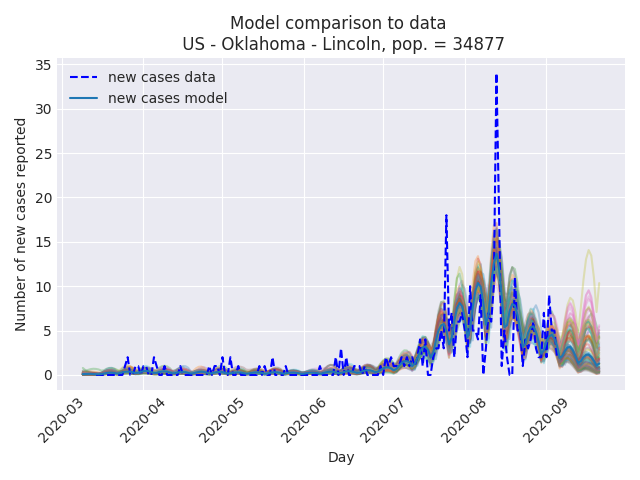 Model comparison to data
US - Oklahoma - Lincoln, pop. = 34877
new cases data
new cases model
Number of new cases reported
35
30
25
20
15
10
5
0
2020-03
2020-04
2020-05
2020-06
2020-07
2020-08
2020-09
Day